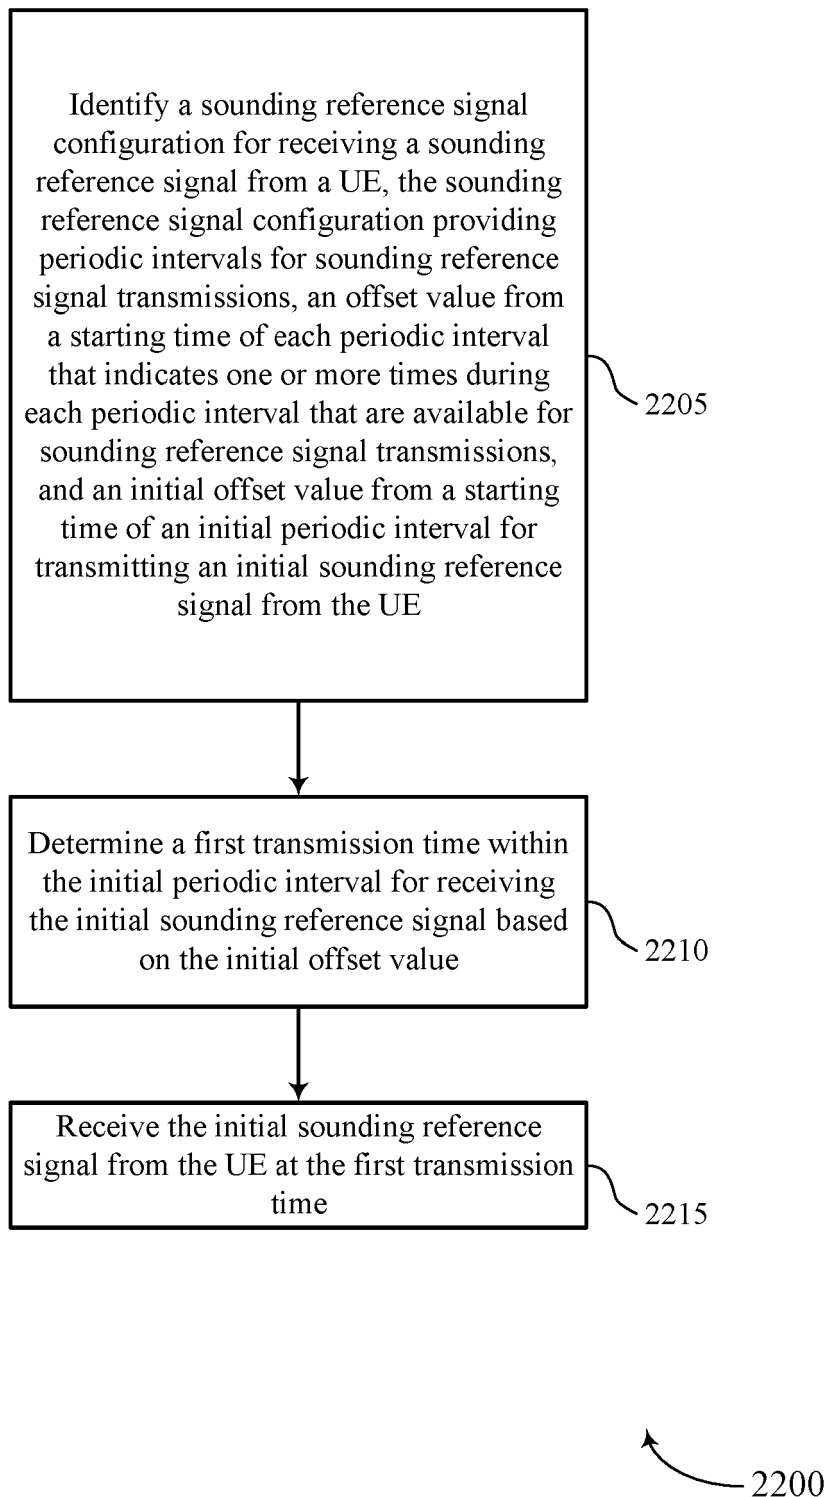 Identify a sounding reference signal
configuration for receiving a sounding
reference signal from a UE, the sounding
reference signal configuration providing
periodic intervals for sounding reference
signal transmissions, an offset value from
a starting time of each periodic interval
that indicates one or more times during
each periodic interval that are available for
sounding reference signal transmissions,
and an initial offset value from a starting
time of an initial periodic interval for
transmitting an initial sounding reference
signal from the UE
2205
Determine a first transmission time within
the initial periodic interval for receiving
the initial sounding reference signal based
on the initial offset value
2210
Receive the initial sounding reference
signal from the UE at the first transmission
time
2215
2200